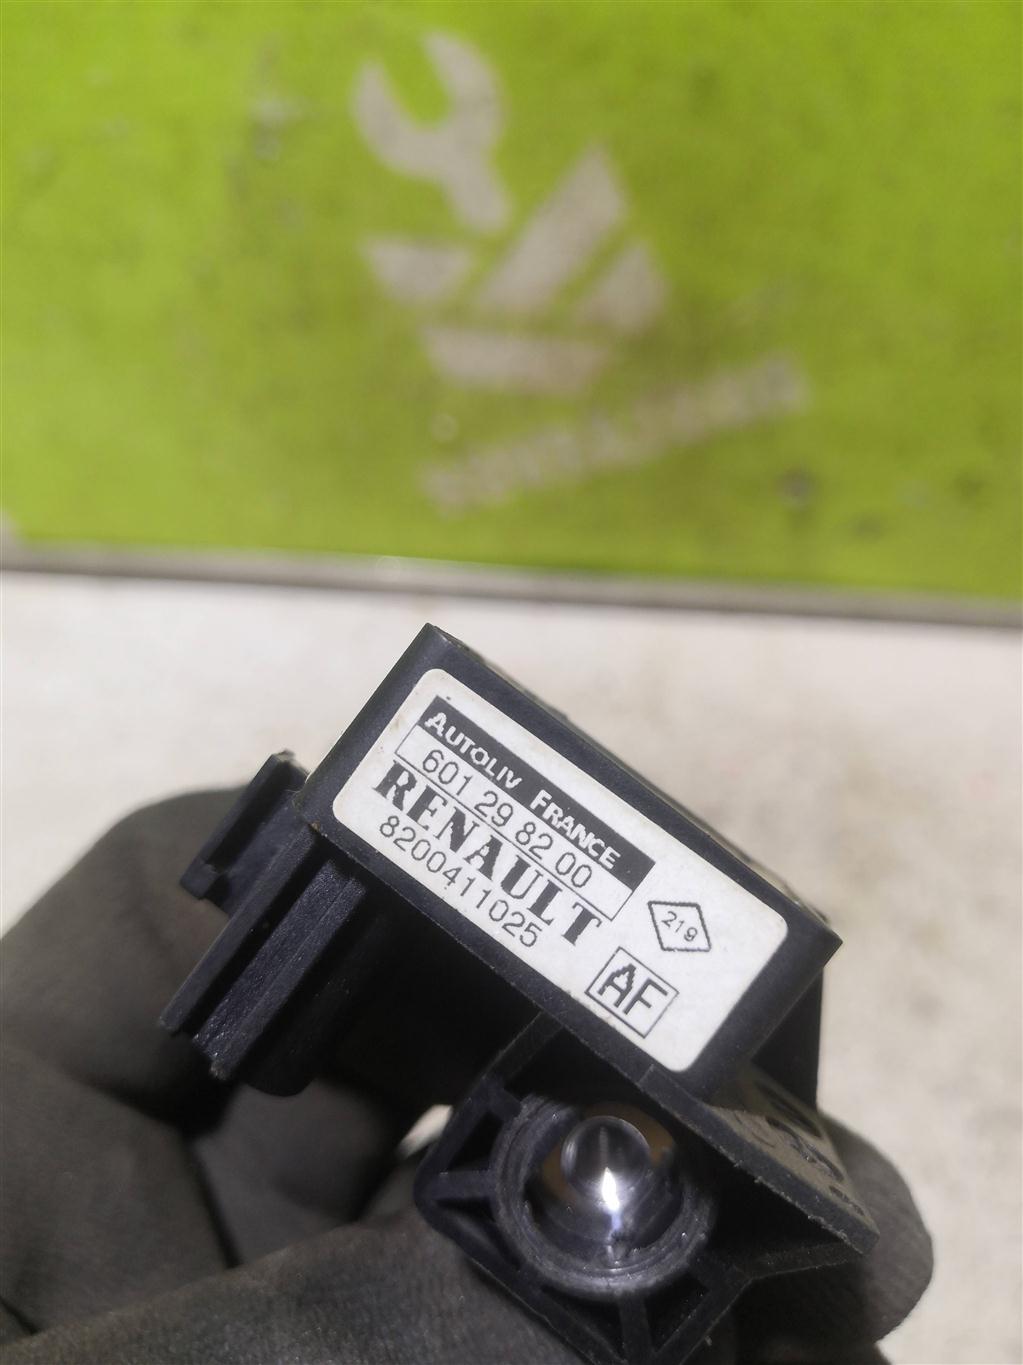 AUTOLIV FRANCE
601 29 82 00
RENAULT
8200411025
219
AF